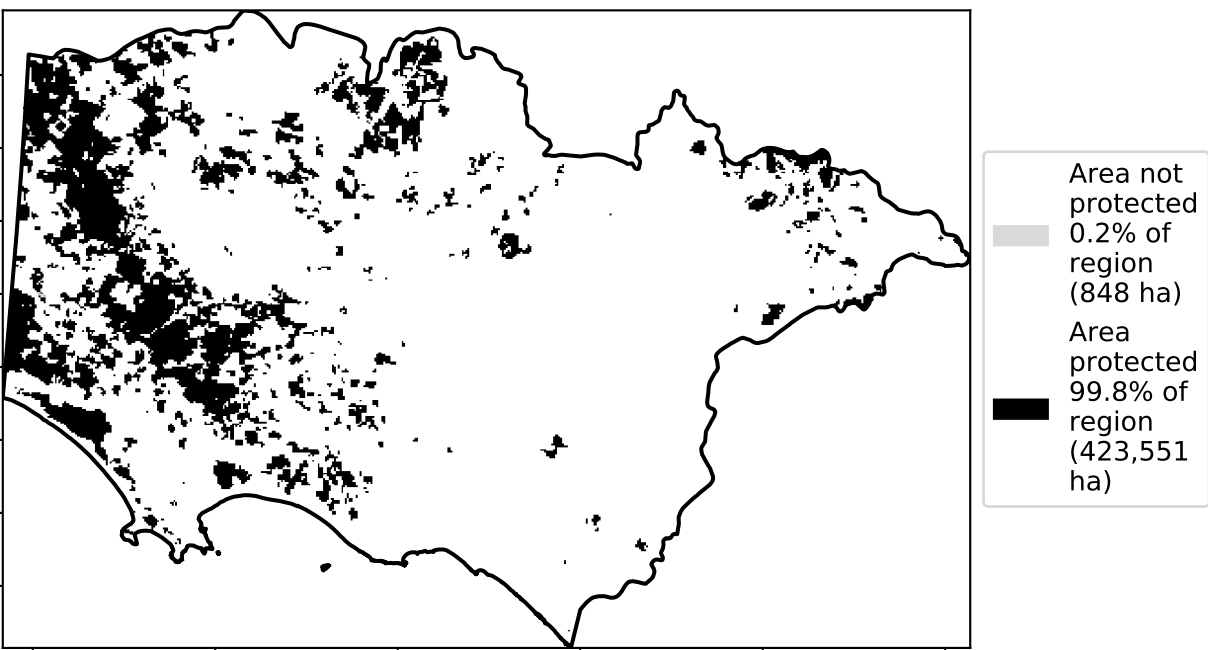 Area not
protected
0.2% of
region
(848 ha)
Area
protected
99.8% of
region
(423,551
ha)